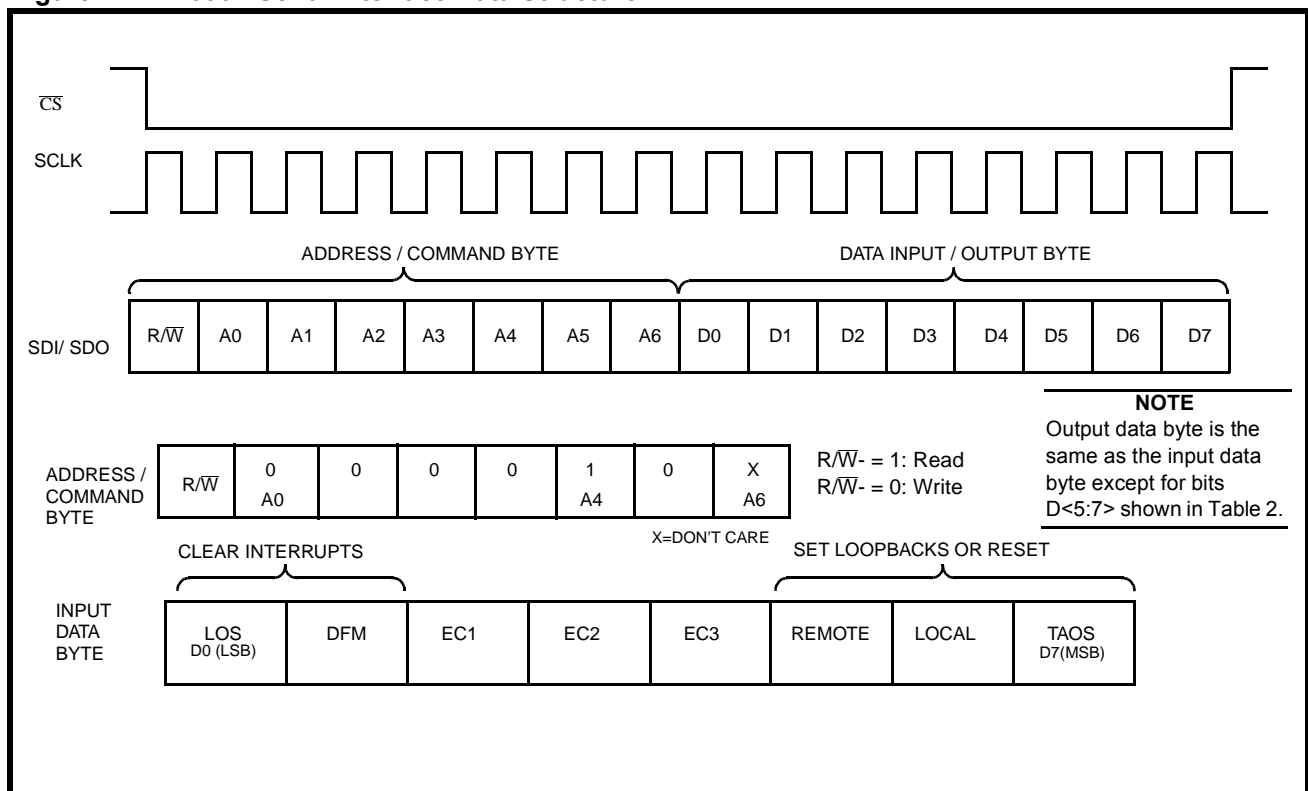 CS
SCLK
ADDRESS / COMMAND BYTE
DATA INPUT / OUTPUT BYTE
SDI/ SDO
R/W A0 A1 A2 A3 A4 A5 A6 D0 D1 D2 D3 D4 D5 D6 D7
NOTE
Output data byte is the
same as the input data
byte except for bits
D<5:7> shown in Table 2.
ADDRESS /
COMMAND
BYTE
R/W 0 0 0 0 1 0 X
A0 A4 A6
R/W- = 1: Read
R/W- = 0: Write
X=DON'T CARE
CLEAR INTERRUPTS
SET LOOPBACKS OR RESET
INPUT
DATA
BYTE
LOS DFM EC1 EC2 EC3 REMOTE LOCAL TAOS
D0 (LSB) D7(MSB)